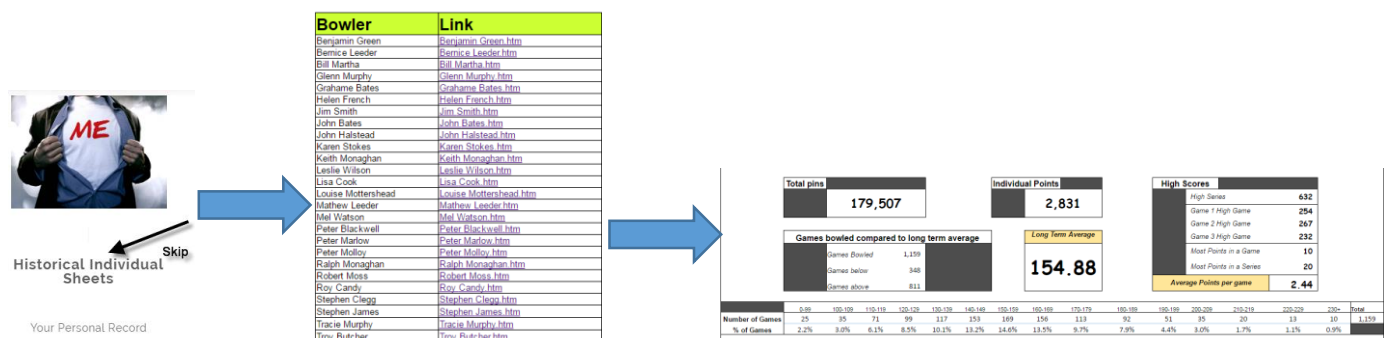 ME
Skip
Historical Individual
Sheets
Your Personal Record
Bowler Link
Benjamin Green Benjamin Green.htm
Bernice Leeder Bernice Leeder.htm
Bill Martha Bill Martha.htm
Glenn Murphy Glenn Murphy.htm
Grahame Bates Grahame Bates.htm
Helen French Helen French.htm
Jim Smith Jim Smith.htm
John Bates John Bates.htm
John Halstead John Halstead.htm
Karen Stokes Karen Stokes.htm
Keith Monaghan Keith Monaghan.htm
Leslie Wilson Leslie Wilson.htm
Lisa Cook Lisa Cook.htm
Louise Mottershead Louise Mottershead.htm
Mathew Leeder Mathew Leeder.htm
Mel Watson Mel Watson.htm
Peter Blackwell Peter Blackwell.htm
Peter Marlow Peter Marlow.htm
Peter Molloy Peter Molloy.htm
Ralph Monaghan Ralph Monaghan.htm
Robert Moss Robert Moss.htm
Roy Candy Roy Candy.htm
Stephen Clegg Stephen Clegg.htm
Stephen James Stephen James.htm
Tracie Murphy Tracie Murphy.htm
Troy Butcher Troy Butcher.htm
Total pins
179,507
Individual Points
2,831
High Scores
High Series 632
Game 1 High Game 254
Game 2 High Game 267
Game 3 High Game 232
Most Points in a Game 10
Most Points in a Series 20
Average Points per game 2.44
Games bowled compared to long term average
Games Bowled 1,159
Games below 348
Games above 811
Long Term Average
154.88
0-99 100-109 110-119 120-129 130-139 140-149 150-159 160-169 170-179 180-189 190-199 200-209 210-219 220-229 230+ Total
Number of Games 25 35 71 99 117 153 169 156 113 92 51 35 20 13 10 1,159
% of Games 2.2% 3.0% 6.1% 8.5% 10.1% 13.2% 14.6% 13.5% 9.7% 7.9% 4.4% 3.0% 1.7% 1.1% 0.9%